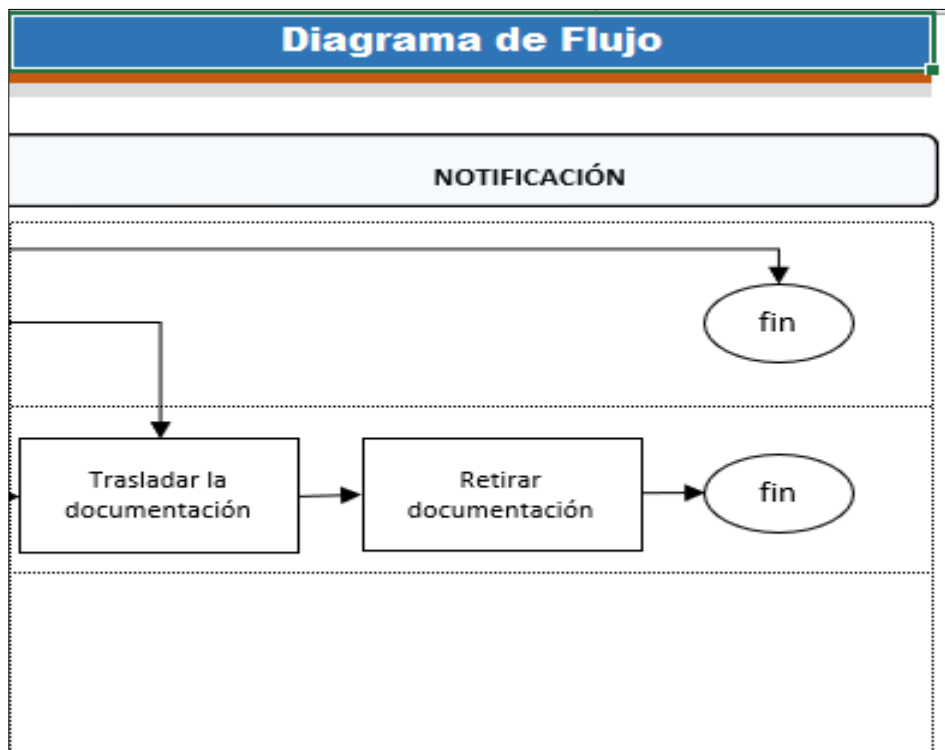 Diagrama de Flujo
NOTIFICACIÓN
fin
Trasladar la
documentación
Retirar
documentación
fin